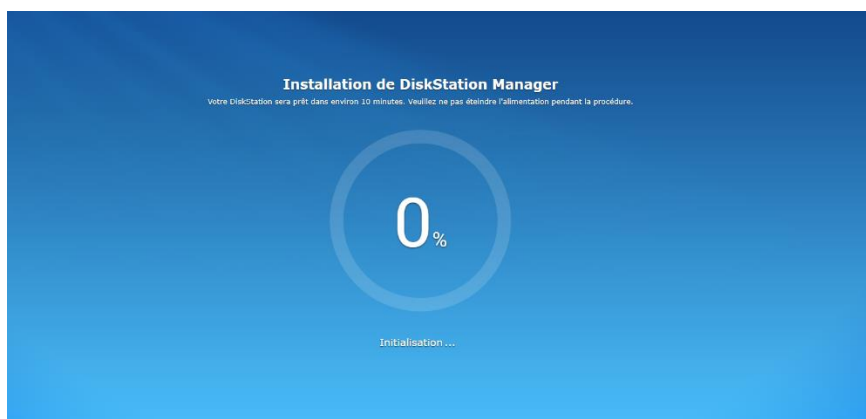 Installation de DiskStation Manager
Votre DiskStation sera prêt dans environ 10 minutes. Veuillez ne pas éteindre l'alimentation pendant la procédure.
0%
Initialisation ...